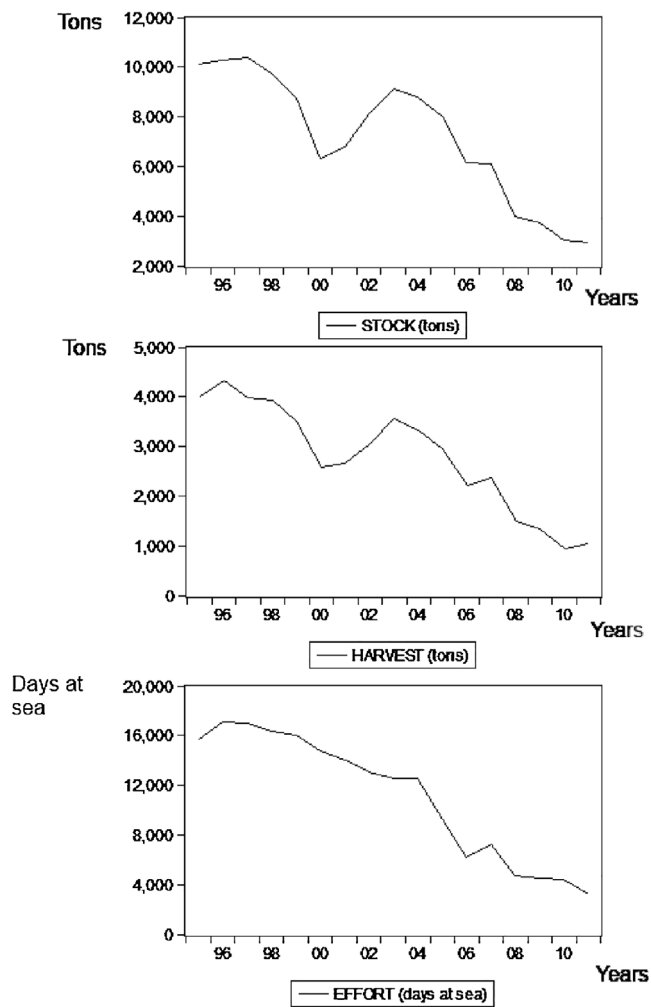 Tons
12,000
10,000
8,000
6,000
4,000
2,000
96 98 00 02 04 06 08 10
Years
STOCK (tons)
Tons
5,000
4,000
3,000
2,000
1,000
0
96 98 00 02 04 06 08 10
Years
HARVEST (tons)
Days at
sea
20,000
16,000
12,000
8,000
4,000
0
96 98 00 02 04 06 08 10
Years
EFFORT (days at sea)